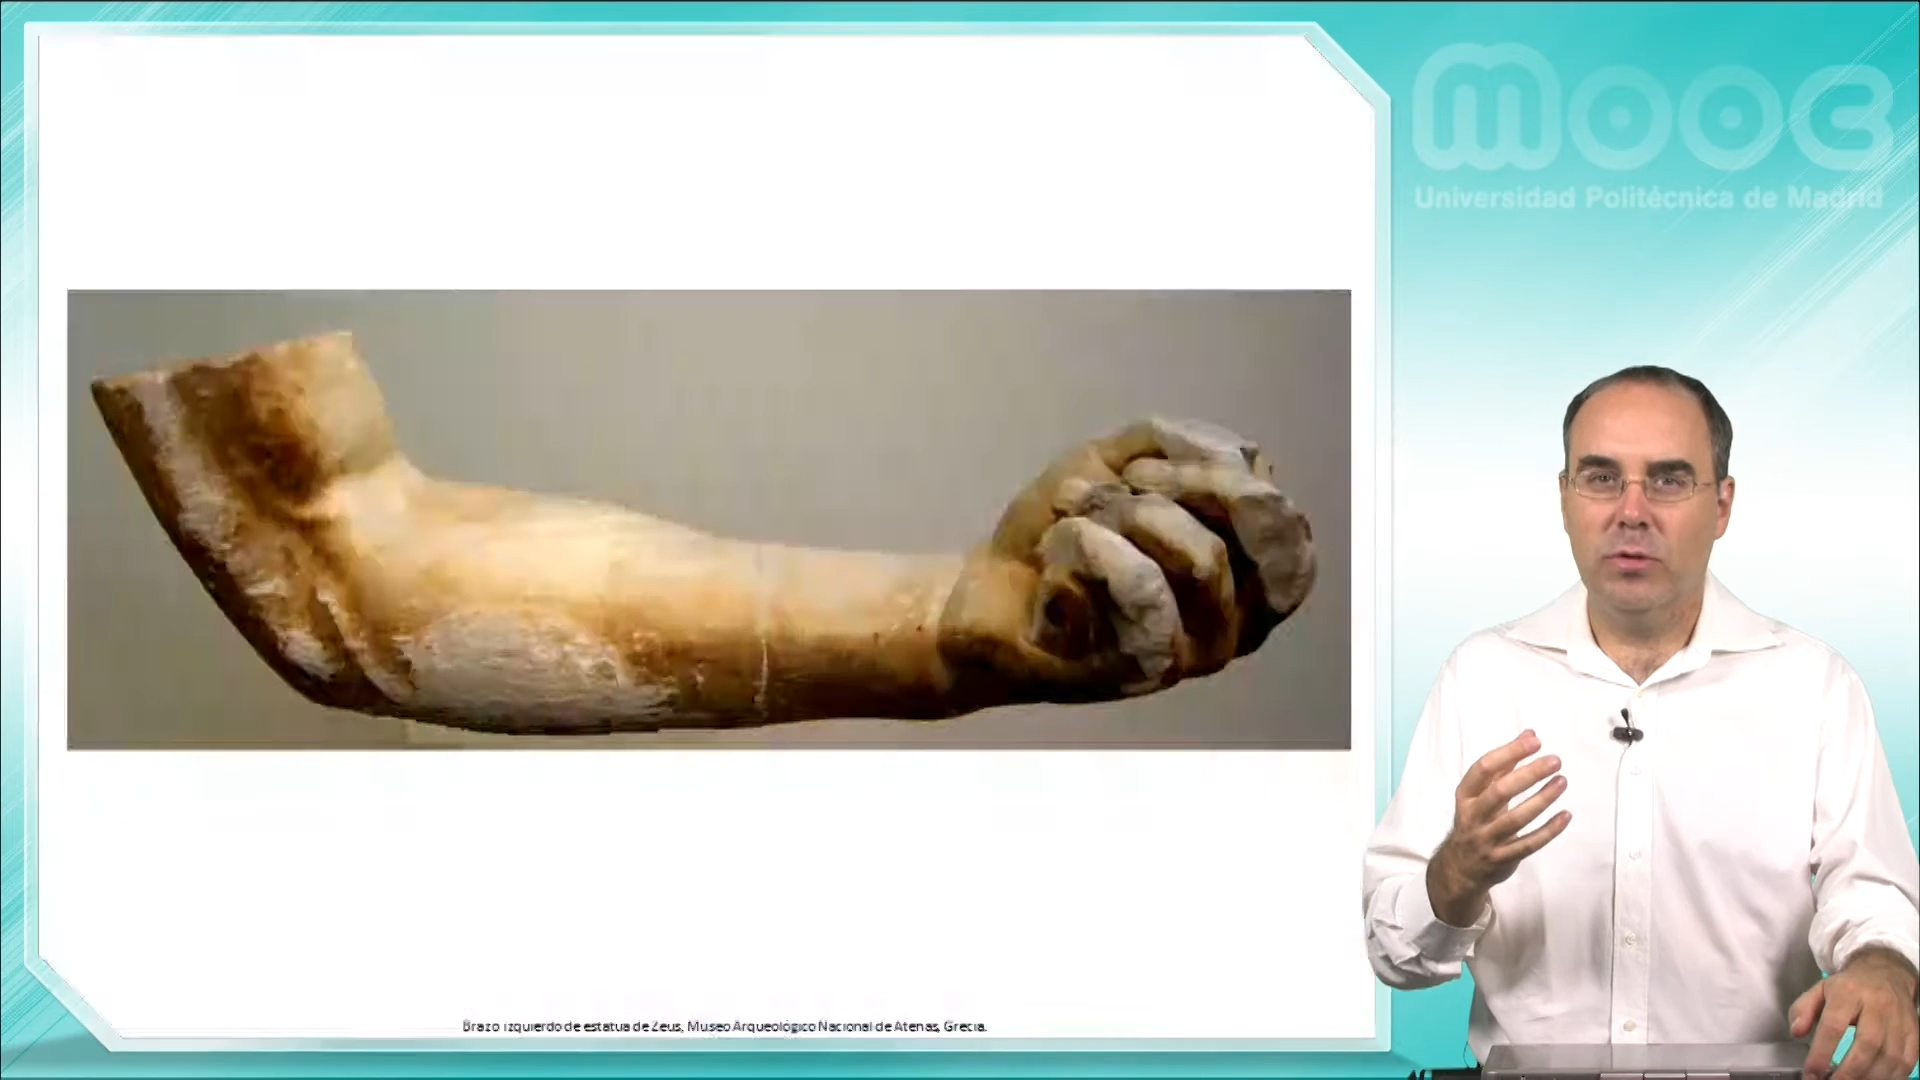 mooc
Universidad Politécnica de Madrid
Brazo izquierdo de estatua de Zeus, Museo Arqueológico Nacional de Atenas, Grecia.